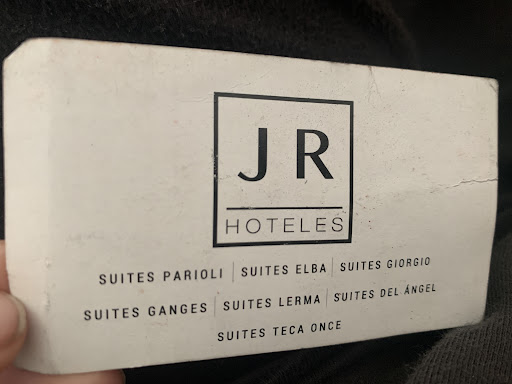 JR
HOTELES
SUITES PARIOLI | SUITES ELBA | SUITES GIORGIO
SUITES GANGES | SUITES LERMA | SUITES DEL ÁNGEL
SUITES TECA ONCE